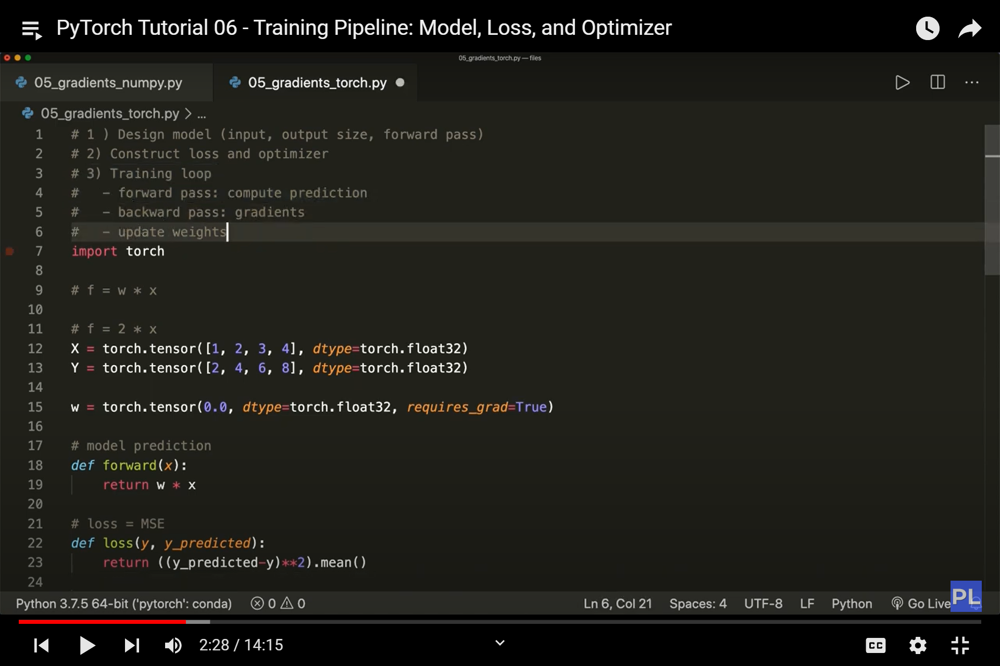 PyTorch Tutorial 06 - Training Pipeline: Model, Loss, and Optimizer
05_gradients_torch.py — files
05_gradients_numpy.py
05_gradients_torch.py
05_gradients_torch.py > ...
1 # 1 ) Design model (input, output size, forward pass)
2 # 2) Construct loss and optimizer
3 # 3) Training loop
4 #   - forward pass: compute prediction
5 #   - backward pass: gradients
6 #   - update weights
7 import torch
8
9 # f = w * x
10
11 # f = 2 * x
12 X = torch.tensor([1, 2, 3, 4], dtype=torch.float32)
13 Y = torch.tensor([2, 4, 6, 8], dtype=torch.float32)
14
15 w = torch.tensor(0.0, dtype=torch.float32, requires_grad=True)
16
17 # model prediction
18 def forward(x):
19     return w * x
20
21 # loss = MSE
22 def loss(y, y_predicted):
23     return ((y_predicted-y)**2).mean()
24
Python 3.7.5 64-bit ('pytorch': conda) 0 0 Ln 6, Col 21 Spaces: 4 UTF-8 LF Python Go Live
PL
2:28 / 14:15
CC